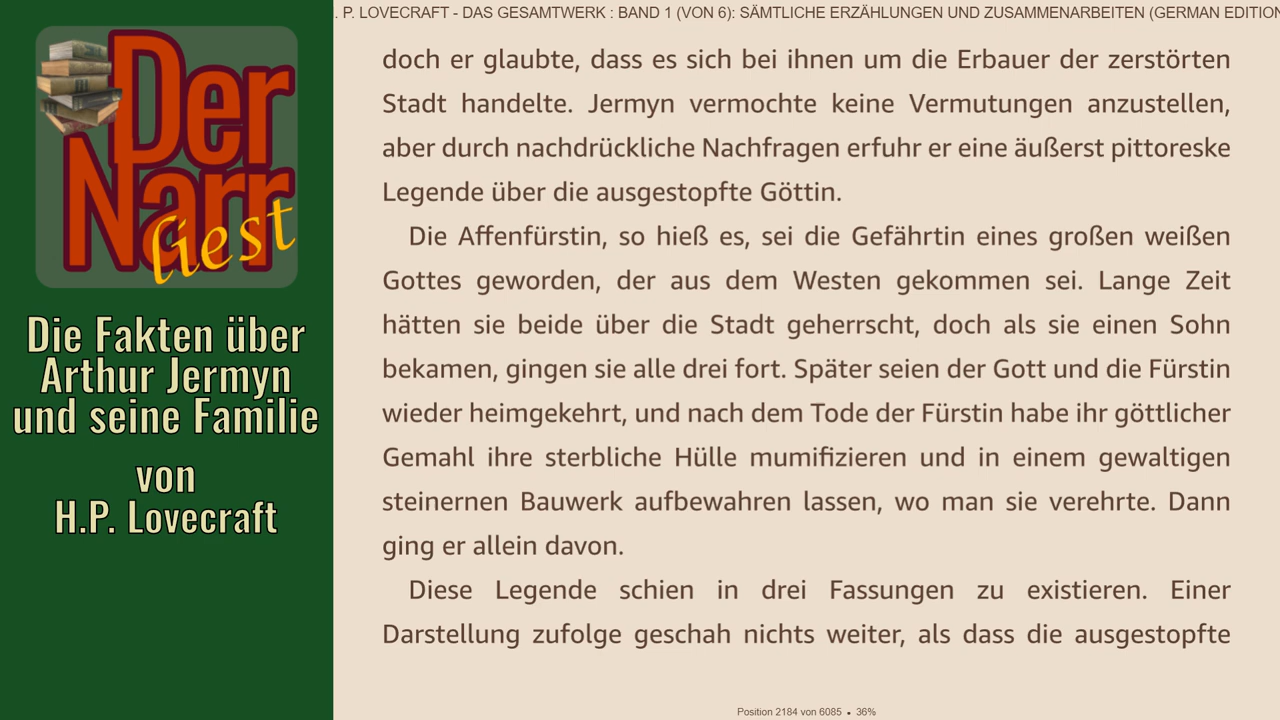 Der
Narr
liest
Die Fakten über
Arthur Jermyn
und seine Familie
von
H.P. Lovecraft
. P. LOVECRAFT - DAS GESAMTWERK : BAND 1 (VON 6): SÄMTLICHE ERZÄHLUNGEN UND ZUSAMMENARBEITEN (GERMAN EDITION
doch er glaubte, dass es sich bei ihnen um die Erbauer der zerstörten
Stadt handelte. Jermyn vermochte keine Vermutungen anzustellen,
aber durch nachdrückliche Nachfragen erfuhr er eine äußerst pittoreske
Legende über die ausgestopfte Göttin.
Die Affenfürstin, so hieß es, sei die Gefährtin eines großen weißen
Gottes geworden, der aus dem Westen gekommen sei. Lange Zeit
hätten sie beide über die Stadt geherrscht, doch als sie einen Sohn
bekamen, gingen sie alle drei fort. Später seien der Gott und die Fürstin
wieder heimgekehrt, und nach dem Tode der Fürstin habe ihr göttlicher
Gemahl ihre sterbliche Hülle mumifizieren und in einem gewaltigen
steinernen Bauwerk aufbewahren lassen, wo man sie verehrte. Dann
ging er allein davon.
Diese Legende schien in drei Fassungen zu existieren. Einer
Darstellung zufolge geschah nichts weiter, als dass die ausgestopfte
Position 2184 von 6085 • 36%